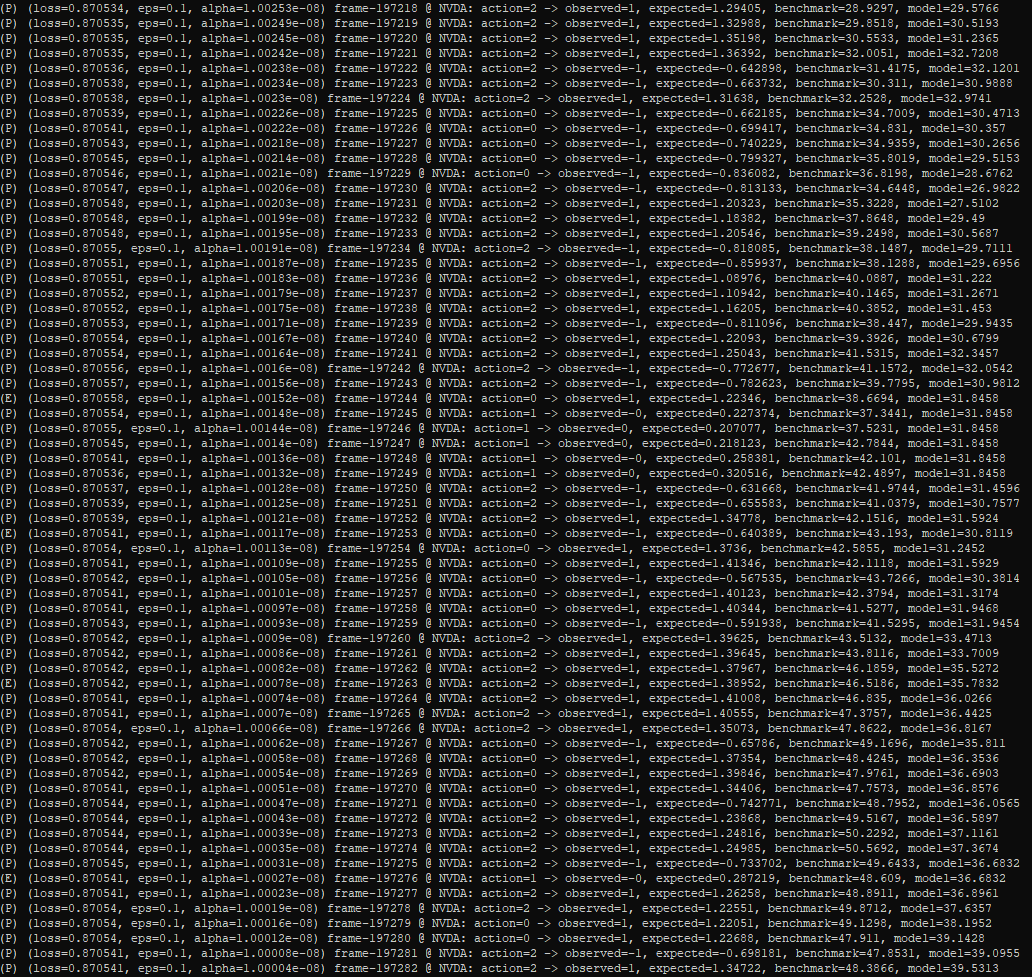 (P) (loss=0.870534, eps=0.1, alpha=1.00253e-08) frame-197218 @ NVDA: action=2 -> observed=1, expected=1.29405, benchmark=28.9297, model=29.5766
(P) (loss=0.870534, eps=0.1, alpha=1.00249e-08) frame-197219 @ NVDA: action=2 -> observed=1, expected=1.32988, benchmark=29.8518, model=30.5193
(P) (loss=0.870535, eps=0.1, alpha=1.00245e-08) frame-197220 @ NVDA: action=2 -> observed=1, expected=1.35198, benchmark=30.5533, model=31.2365
(P) (loss=0.870535, eps=0.1, alpha=1.00242e-08) frame-197221 @ NVDA: action=2 -> observed=1, expected=1.36392, benchmark=32.0051, model=32.7208
(P) (loss=0.870536, eps=0.1, alpha=1.00238e-08) frame-197222 @ NVDA: action=2 -> observed=-1, expected=-0.642898, benchmark=31.4175, model=32.1201
(P) (loss=0.870538, eps=0.1, alpha=1.00234e-08) frame-197223 @ NVDA: action=2 -> observed=-1, expected=-0.663732, benchmark=30.311, model=30.9888
(P) (loss=0.870538, eps=0.1, alpha=1.0023e-08) frame-197224 @ NVDA: action=2 -> observed=1, expected=1.31638, benchmark=32.2528, model=32.9741
(P) (loss=0.870539, eps=0.1, alpha=1.00226e-08) frame-197225 @ NVDA: action=0 -> observed=-1, expected=-0.662185, benchmark=34.7009, model=30.4713
(P) (loss=0.870541, eps=0.1, alpha=1.00222e-08) frame-197226 @ NVDA: action=0 -> observed=-1, expected=-0.699417, benchmark=34.831, model=30.357
(P) (loss=0.870543, eps=0.1, alpha=1.00218e-08) frame-197227 @ NVDA: action=0 -> observed=-1, expected=-0.740229, benchmark=34.9359, model=30.2656
(P) (loss=0.870545, eps=0.1, alpha=1.00214e-08) frame-197228 @ NVDA: action=0 -> observed=-1, expected=-0.799327, benchmark=35.8019, model=29.5153
(P) (loss=0.870546, eps=0.1, alpha=1.0021e-08) frame-197229 @ NVDA: action=0 -> observed=-1, expected=-0.836082, benchmark=36.8198, model=28.6762
(P) (loss=0.870547, eps=0.1, alpha=1.00206e-08) frame-197230 @ NVDA: action=2 -> observed=-1, expected=-0.813133, benchmark=34.6448, model=26.9822
(P) (loss=0.870548, eps=0.1, alpha=1.00203e-08) frame-197231 @ NVDA: action=2 -> observed=1, expected=1.20323, benchmark=35.3228, model=27.5102
(P) (loss=0.870548, eps=0.1, alpha=1.00199e-08) frame-197232 @ NVDA: action=2 -> observed=1, expected=1.18382, benchmark=37.8648, model=29.49
(P) (loss=0.870548, eps=0.1, alpha=1.00195e-08) frame-197233 @ NVDA: action=2 -> observed=1, expected=1.20546, benchmark=39.2498, model=30.5687
(P) (loss=0.87055, eps=0.1, alpha=1.00191e-08) frame-197234 @ NVDA: action=2 -> observed=-1, expected=-0.818085, benchmark=38.1487, model=29.7111
(P) (loss=0.870551, eps=0.1, alpha=1.00187e-08) frame-197235 @ NVDA: action=2 -> observed=-1, expected=-0.859937, benchmark=38.1288, model=29.6956
(P) (loss=0.870551, eps=0.1, alpha=1.00183e-08) frame-197236 @ NVDA: action=2 -> observed=1, expected=1.08976, benchmark=40.0887, model=31.222
(P) (loss=0.870552, eps=0.1, alpha=1.00179e-08) frame-197237 @ NVDA: action=2 -> observed=1, expected=1.10942, benchmark=40.1465, model=31.2671
(P) (loss=0.870552, eps=0.1, alpha=1.00175e-08) frame-197238 @ NVDA: action=2 -> observed=1, expected=1.16205, benchmark=40.3852, model=31.453
(P) (loss=0.870553, eps=0.1, alpha=1.00171e-08) frame-197239 @ NVDA: action=2 -> observed=-1, expected=-0.811096, benchmark=38.447, model=29.9435
(P) (loss=0.870554, eps=0.1, alpha=1.00167e-08) frame-197240 @ NVDA: action=2 -> observed=1, expected=1.22093, benchmark=39.3926, model=30.6799
(P) (loss=0.870554, eps=0.1, alpha=1.00164e-08) frame-197241 @ NVDA: action=2 -> observed=1, expected=1.25043, benchmark=41.5315, model=32.3457
(P) (loss=0.870556, eps=0.1, alpha=1.0016e-08) frame-197242 @ NVDA: action=2 -> observed=-1, expected=-0.772677, benchmark=41.1572, model=32.0542
(P) (loss=0.870557, eps=0.1, alpha=1.00156e-08) frame-197243 @ NVDA: action=2 -> observed=-1, expected=-0.782623, benchmark=39.7795, model=30.9812
(E) (loss=0.870558, eps=0.1, alpha=1.00152e-08) frame-197244 @ NVDA: action=0 -> observed=1, expected=1.22346, benchmark=38.6694, model=31.8458
(P) (loss=0.870554, eps=0.1, alpha=1.00148e-08) frame-197245 @ NVDA: action=1 -> observed=-0, expected=0.227374, benchmark=37.3441, model=31.8458
(P) (loss=0.87055, eps=0.1, alpha=1.00144e-08) frame-197246 @ NVDA: action=1 -> observed=0, expected=0.207077, benchmark=37.5231, model=31.8458
(P) (loss=0.870545, eps=0.1, alpha=1.0014e-08) frame-197247 @ NVDA: action=1 -> observed=0, expected=0.218123, benchmark=42.7844, model=31.8458
(P) (loss=0.870541, eps=0.1, alpha=1.00136e-08) frame-197248 @ NVDA: action=1 -> observed=-0, expected=0.258381, benchmark=42.101, model=31.8458
(P) (loss=0.870536, eps=0.1, alpha=1.00132e-08) frame-197249 @ NVDA: action=1 -> observed=0, expected=0.320516, benchmark=42.4897, model=31.8458
(P) (loss=0.870537, eps=0.1, alpha=1.00128e-08) frame-197250 @ NVDA: action=2 -> observed=-1, expected=-0.631668, benchmark=41.9744, model=31.4596
(P) (loss=0.870539, eps=0.1, alpha=1.00125e-08) frame-197251 @ NVDA: action=2 -> observed=-1, expected=-0.655583, benchmark=41.0379, model=30.7577
(P) (loss=0.870539, eps=0.1, alpha=1.00121e-08) frame-197252 @ NVDA: action=2 -> observed=1, expected=1.34778, benchmark=42.1516, model=31.5924
(E) (loss=0.870541, eps=0.1, alpha=1.00117e-08) frame-197253 @ NVDA: action=0 -> observed=-1, expected=-0.640389, benchmark=43.193, model=30.8119
(P) (loss=0.87054, eps=0.1, alpha=1.00113e-08) frame-197254 @ NVDA: action=0 -> observed=1, expected=1.3736, benchmark=42.5855, model=31.2452
(P) (loss=0.870541, eps=0.1, alpha=1.00109e-08) frame-197255 @ NVDA: action=0 -> observed=1, expected=1.41346, benchmark=42.1118, model=31.5929
(P) (loss=0.870542, eps=0.1, alpha=1.00105e-08) frame-197256 @ NVDA: action=0 -> observed=-1, expected=-0.567535, benchmark=43.7266, model=30.3814
(P) (loss=0.870541, eps=0.1, alpha=1.00101e-08) frame-197257 @ NVDA: action=0 -> observed=1, expected=1.40123, benchmark=42.3794, model=31.3174
(P) (loss=0.870541, eps=0.1, alpha=1.00097e-08) frame-197258 @ NVDA: action=0 -> observed=1, expected=1.40344, benchmark=41.5277, model=31.9468
(P) (loss=0.870543, eps=0.1, alpha=1.00093e-08) frame-197259 @ NVDA: action=0 -> observed=-1, expected=-0.591938, benchmark=41.5295, model=31.9454
(P) (loss=0.870542, eps=0.1, alpha=1.0009e-08) frame-197260 @ NVDA: action=2 -> observed=1, expected=1.39625, benchmark=43.5132, model=33.4713
(P) (loss=0.870542, eps=0.1, alpha=1.00086e-08) frame-197261 @ NVDA: action=2 -> observed=1, expected=1.39645, benchmark=43.8116, model=33.7009
(P) (loss=0.870542, eps=0.1, alpha=1.00082e-08) frame-197262 @ NVDA: action=2 -> observed=1, expected=1.37967, benchmark=46.1859, model=35.5272
(E) (loss=0.870542, eps=0.1, alpha=1.00078e-08) frame-197263 @ NVDA: action=2 -> observed=1, expected=1.38952, benchmark=46.5186, model=35.7832
(P) (loss=0.870541, eps=0.1, alpha=1.00074e-08) frame-197264 @ NVDA: action=2 -> observed=1, expected=1.41008, benchmark=46.835, model=36.0266
(P) (loss=0.870541, eps=0.1, alpha=1.0007e-08) frame-197265 @ NVDA: action=2 -> observed=1, expected=1.40555, benchmark=47.3757, model=36.4425
(P) (loss=0.87054, eps=0.1, alpha=1.00066e-08) frame-197266 @ NVDA: action=2 -> observed=1, expected=1.35073, benchmark=47.8622, model=36.8167
(P) (loss=0.870542, eps=0.1, alpha=1.00062e-08) frame-197267 @ NVDA: action=0 -> observed=-1, expected=-0.65786, benchmark=49.1696, model=35.811
(P) (loss=0.870542, eps=0.1, alpha=1.00058e-08) frame-197268 @ NVDA: action=0 -> observed=1, expected=1.37354, benchmark=48.4245, model=36.3536
(P) (loss=0.870542, eps=0.1, alpha=1.00054e-08) frame-197269 @ NVDA: action=0 -> observed=1, expected=1.39846, benchmark=47.9761, model=36.6903
(P) (loss=0.870541, eps=0.1, alpha=1.00051e-08) frame-197270 @ NVDA: action=0 -> observed=1, expected=1.34406, benchmark=47.7573, model=36.8576
(P) (loss=0.870544, eps=0.1, alpha=1.00047e-08) frame-197271 @ NVDA: action=0 -> observed=-1, expected=-0.742771, benchmark=48.7952, model=36.0565
(P) (loss=0.870544, eps=0.1, alpha=1.00043e-08) frame-197272 @ NVDA: action=2 -> observed=1, expected=1.23868, benchmark=49.5167, model=36.5897
(P) (loss=0.870544, eps=0.1, alpha=1.00039e-08) frame-197273 @ NVDA: action=2 -> observed=1, expected=1.24816, benchmark=50.2292, model=37.1161
(P) (loss=0.870544, eps=0.1, alpha=1.00035e-08) frame-197274 @ NVDA: action=2 -> observed=1, expected=1.24985, benchmark=50.5692, model=37.3674
(P) (loss=0.870545, eps=0.1, alpha=1.00031e-08) frame-197275 @ NVDA: action=2 -> observed=-1, expected=-0.733702, benchmark=49.6433, model=36.6832
(E) (loss=0.870541, eps=0.1, alpha=1.00027e-08) frame-197276 @ NVDA: action=1 -> observed=-0, expected=0.287219, benchmark=48.609, model=36.6832
(P) (loss=0.87054, eps=0.1, alpha=1.00023e-08) frame-197277 @ NVDA: action=2 -> observed=1, expected=1.26258, benchmark=48.8911, model=36.8961
(P) (loss=0.87054, eps=0.1, alpha=1.00019e-08) frame-197278 @ NVDA: action=2 -> observed=1, expected=1.22551, benchmark=49.8712, model=37.6357
(P) (loss=0.87054, eps=0.1, alpha=1.00016e-08) frame-197279 @ NVDA: action=0 -> observed=1, expected=1.22051, benchmark=49.1298, model=38.1952
(P) (loss=0.87054, eps=0.1, alpha=1.00012e-08) frame-197280 @ NVDA: action=0 -> observed=1, expected=1.22688, benchmark=47.911, model=39.1428
(P) (loss=0.870541, eps=0.1, alpha=1.00008e-08) frame-197281 @ NVDA: action=2 -> observed=-1, expected=-0.698181, benchmark=47.8531, model=39.0955
(P) (loss=0.870541, eps=0.1, alpha=1.00004e-08) frame-197282 @ NVDA: action=2 -> observed=1, expected=1.34722, benchmark=48.3866, model=39.5313